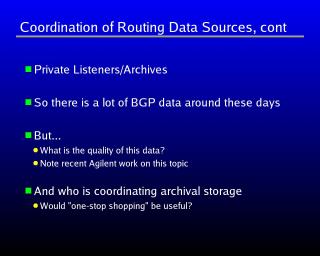 Coordination of Routing Data Sources, cont
Private Listeners/Archives
So there is a lot of BGP data around these days
But...
What is the quality of this data?
Note recent Agilent work on this topic
And who is coordinating archival storage
Would "one-stop shopping" be useful?